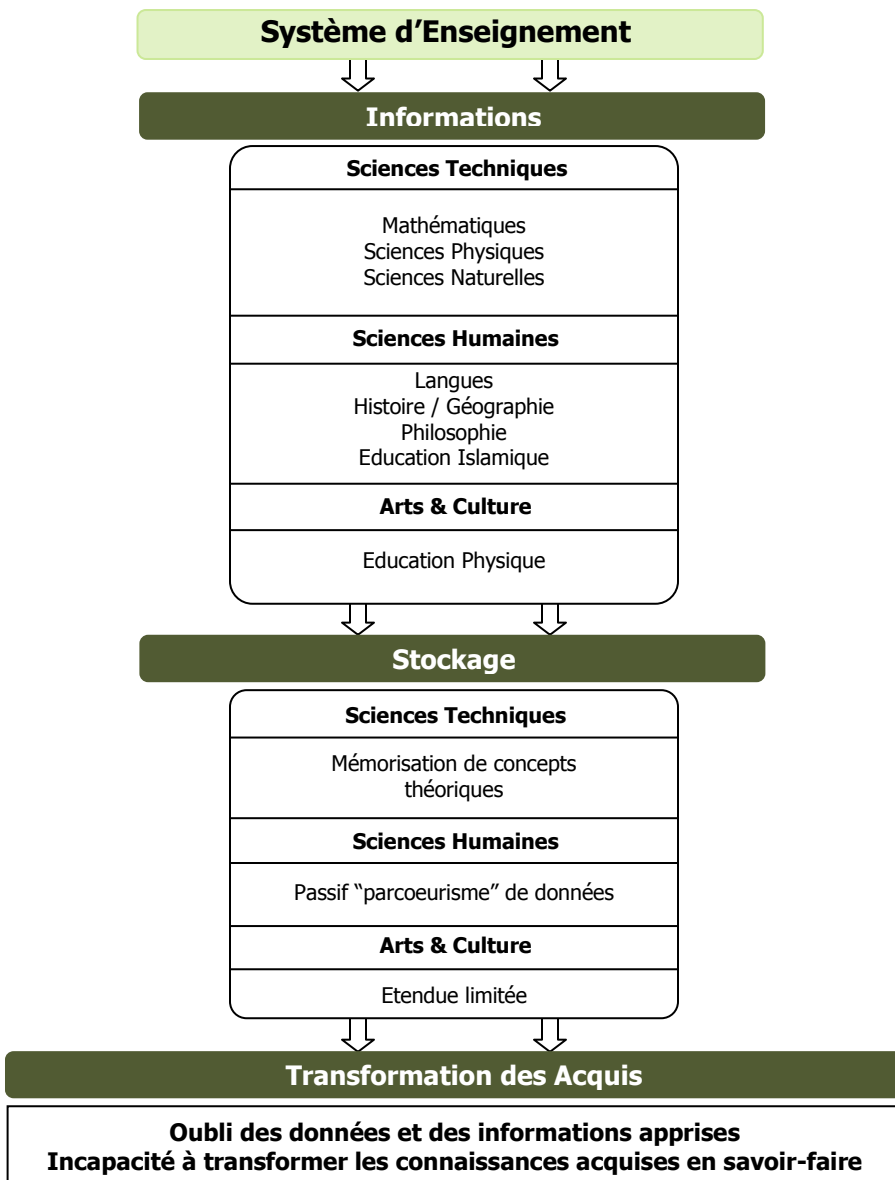 Système d’Enseignement
Informations
Sciences Techniques
Mathématiques
Sciences Physiques
Sciences Naturelles
Sciences Humaines
Langues
Histoire / Géographie
Philosophie
Education Islamique
Arts & Culture
Education Physique
Stockage
Sciences Techniques
Mémorisation de concepts
théoriques
Sciences Humaines
Passif “parcoeurisme” de données
Arts & Culture
Etendue limitée
Transformation des Acquis
Oubli des données et des informations apprises
Incapacité à transformer les connaissances acquises en savoir-faire